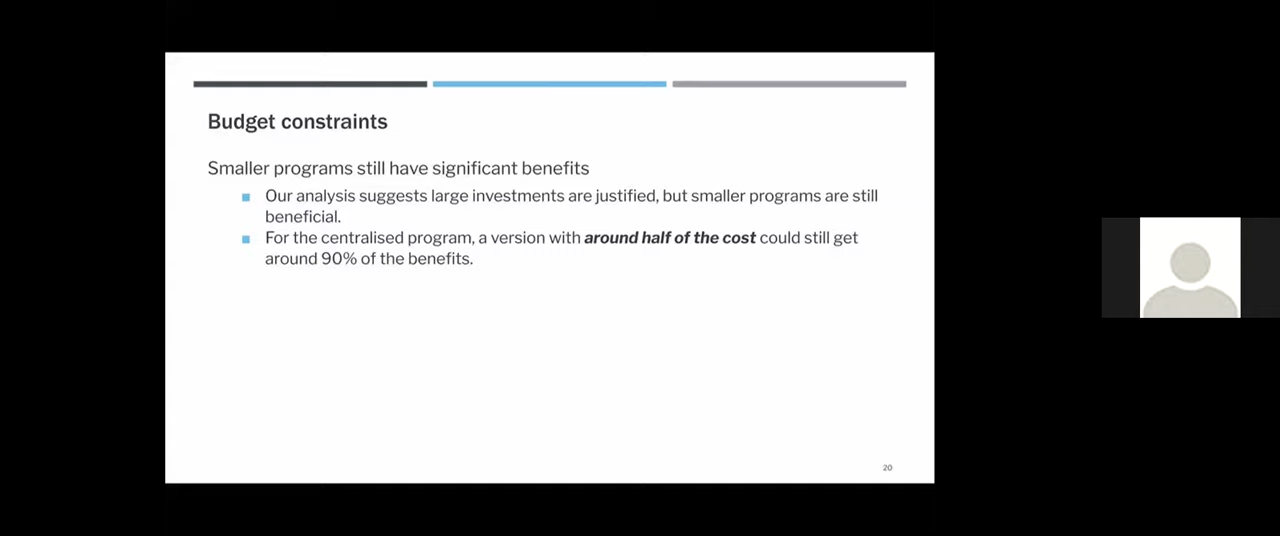 Budget constraints
Smaller programs still have significant benefits
Our analysis suggests large investments are justified, but smaller programs are still
beneficial.
For the centralised program, a version with around half of the cost could still get
around 90% of the benefits.
20